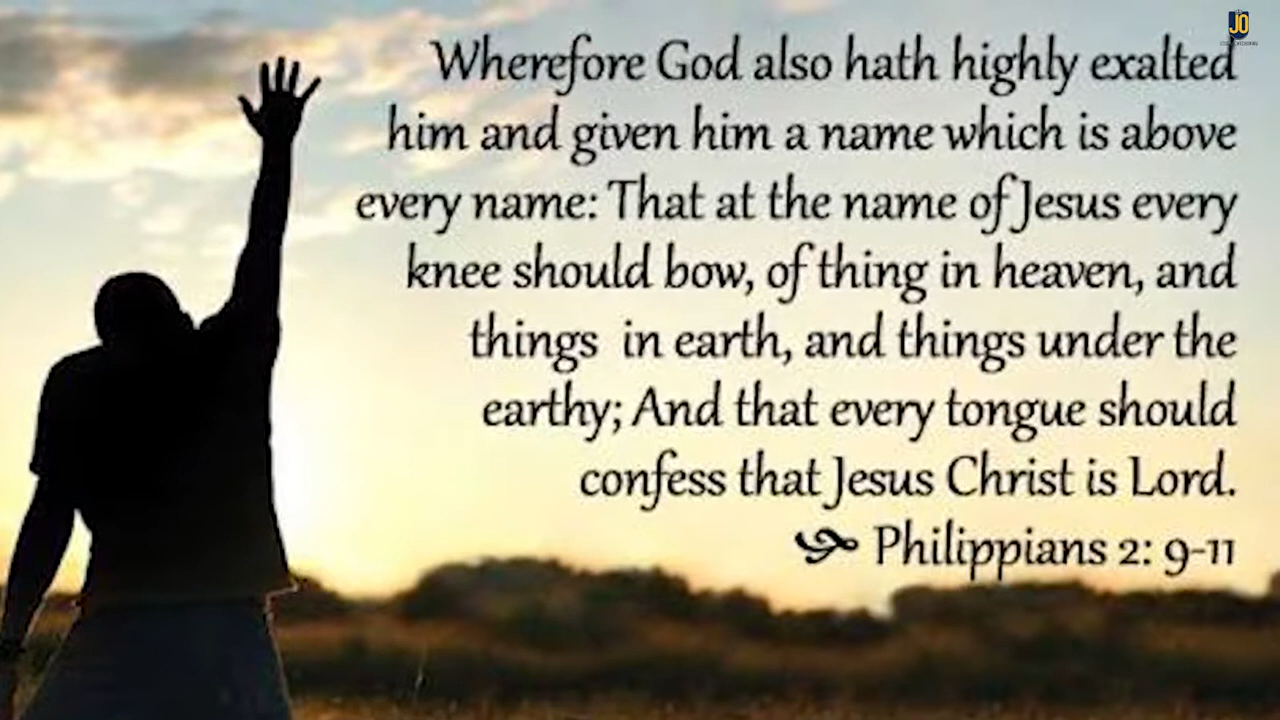 JO
Wherefore God also hath highly exalted
him and given him a name which is above
every name: That at the name of Jesus every
knee should bow, of thing in heaven, and
things in earth, and things under the
earthy; And that every tongue should
confess that Jesus Christ is Lord.
Philippians 2: 9-11